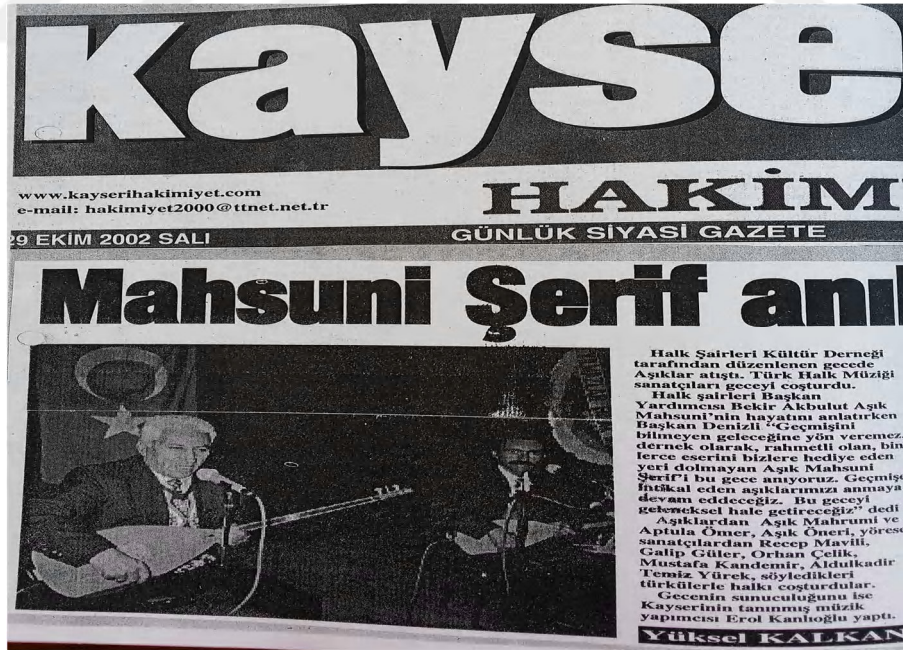 kayse
www.kayserihakimiyet.com
e-mail: hakimiyet2000@ttnet.net.tr
HAKİM
29 EKİM 2002 SALI
GÜNLÜK SİYASİ GAZETE
Mahsuni Şerif anıl
Halk Şairleri Kültür Derneği
tarafından düzenlenen gecede
Aşıklar atıştı. Türk Halk Müziği
sanatçıları geceyi coşturdu.
Halk şairleri Başkan
Yardımcısı Bekir Akbulut Aşık
Mahsuni'nin hayatını anlatırken
Başkan Denizli “Geçmişini
bilmeyen geleceğine yön veremez.
dernek olarak, rahmetli olan, bin
lerce eserini bizlere hediye eden
yeri dolmayan Aşık Mahsuni
Şerif'i bu gece anıyoruz. Geçmişe
İntikal eden aşıklarımızı anmaya
devam eddeceğiz. Bu geceyi
geleneksel hale getireceğiz” dedi
Aşıklardan Aşık Mahrumi ve
Aptula Ömer, Aşık Öneri, yörese
sanatçılardan Recep Mavili,
Galip Güler, Orhan Çelik,
Mustafa Kandemir, Aldulkadir
Temiz Yürek, söyledikleri
türkülerle halkı coşturdular.
Gecenin sunuculuğunu ise
Kayserinin tanınmış müzik
yapımcısı Erol Kanlıoğlu yaptı.
Yüksel KALKAN